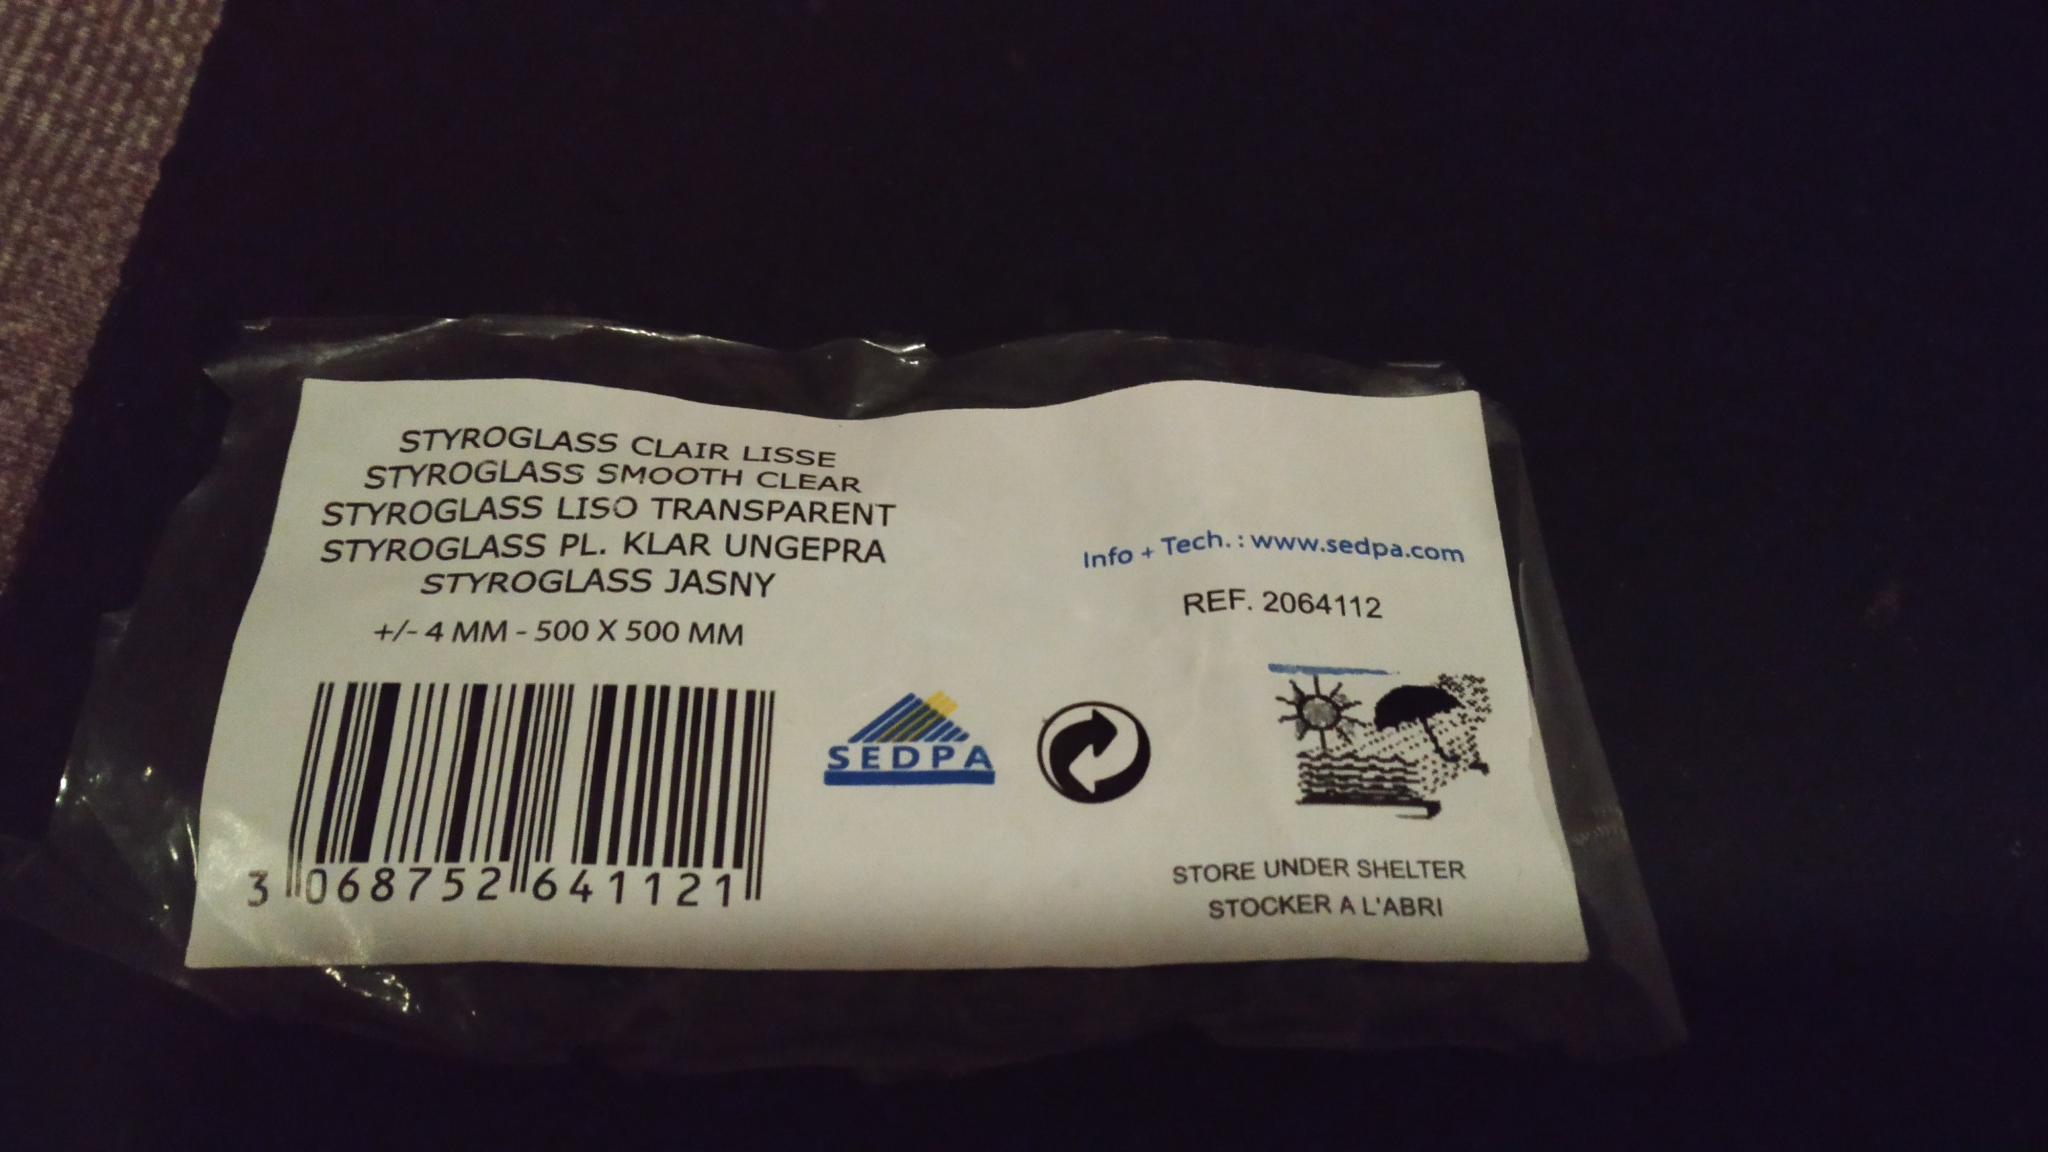 STYROGLASS CLAIR LISSE
STYROGLASS SMOOTH CLEAR
STYROGLASS LISO TRANSPARENT
STYROGLASS PL. KLAR UNGEPRA
STYROGLASS JASNY
+/- 4 MM - 500 X 500 MM
3 068752 641121
SEDPA
Info + Tech. : www.sedpa.com
REF. 2064112
STORE UNDER SHELTER
STOCKER A L'ABRI